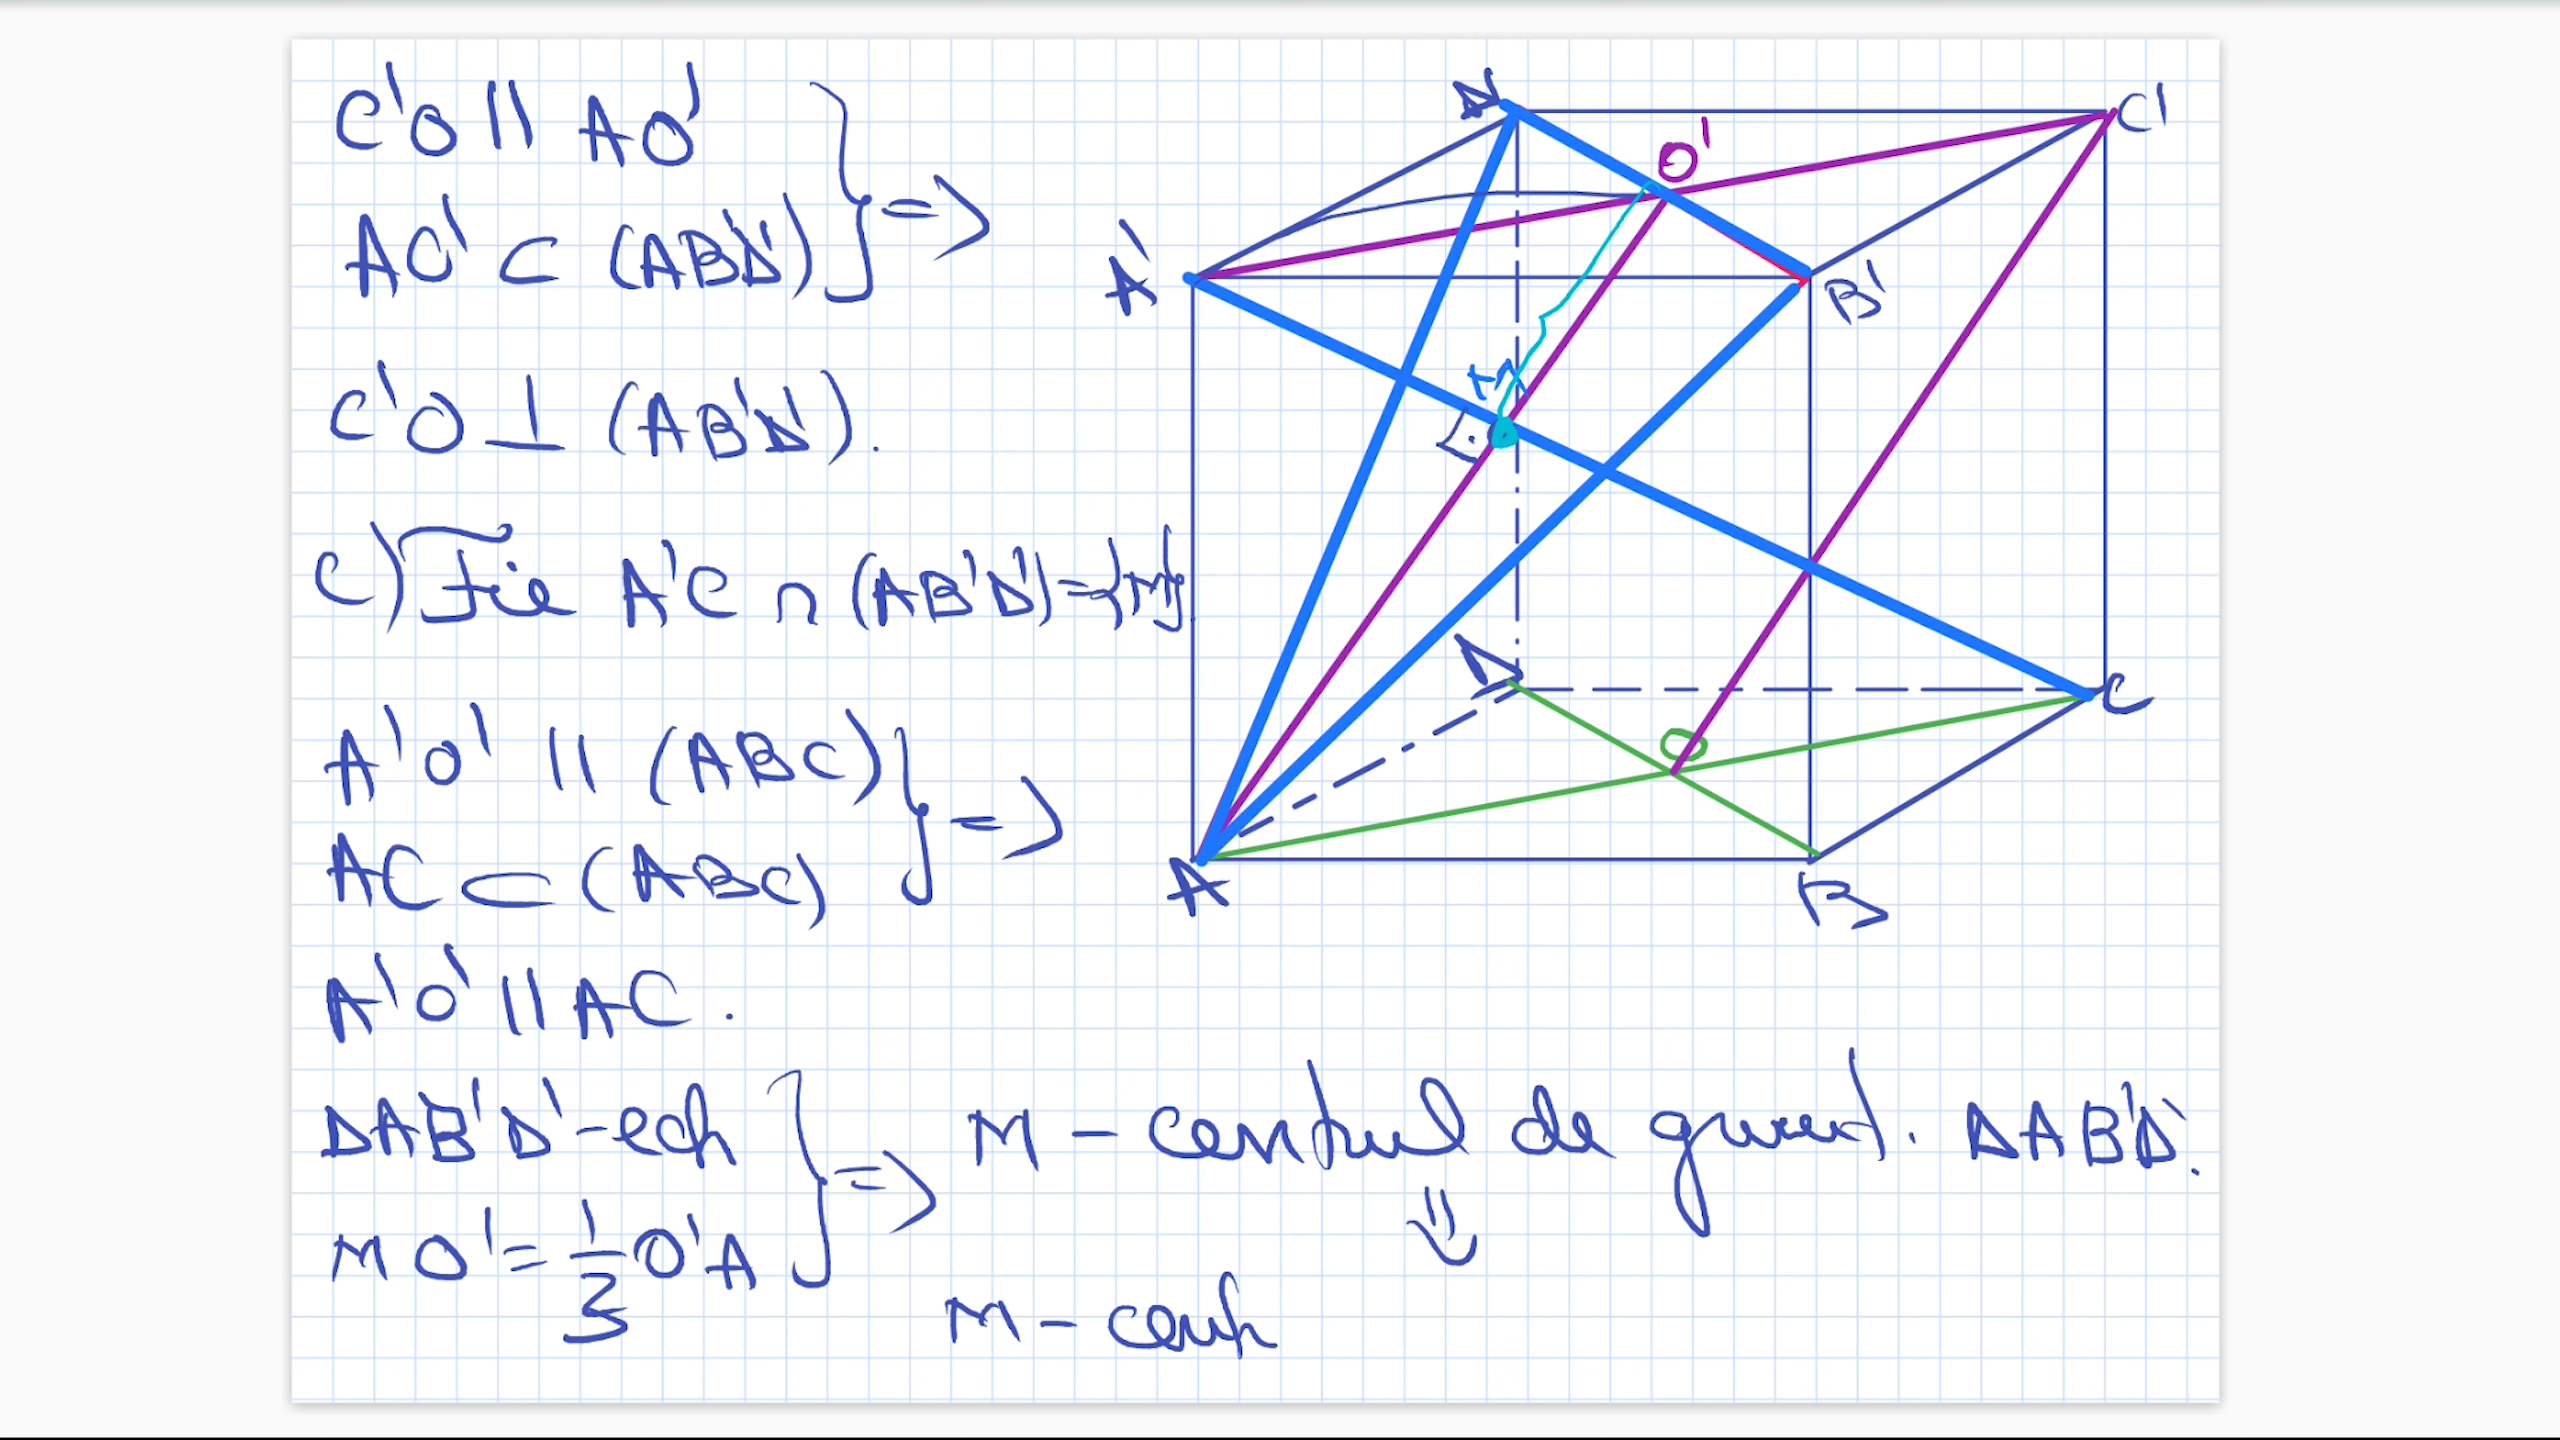 C'O || AO'
AO' ⊂ (AB'D') } =>
C'O ⊥ (AB'D').
c) Fie A'C ∩ (AB'D') = {M}
A'O' || (ABC)
AC ⊂ (ABC) } =>
A'O' || AC.
ΔAB'D' - ech
MO' = 1/3 O'A } => M - centrul de greut. ΔAB'D'.
⇓
M - centr
D'
C'
O'
A'
B'
M
D
C
O
A
B